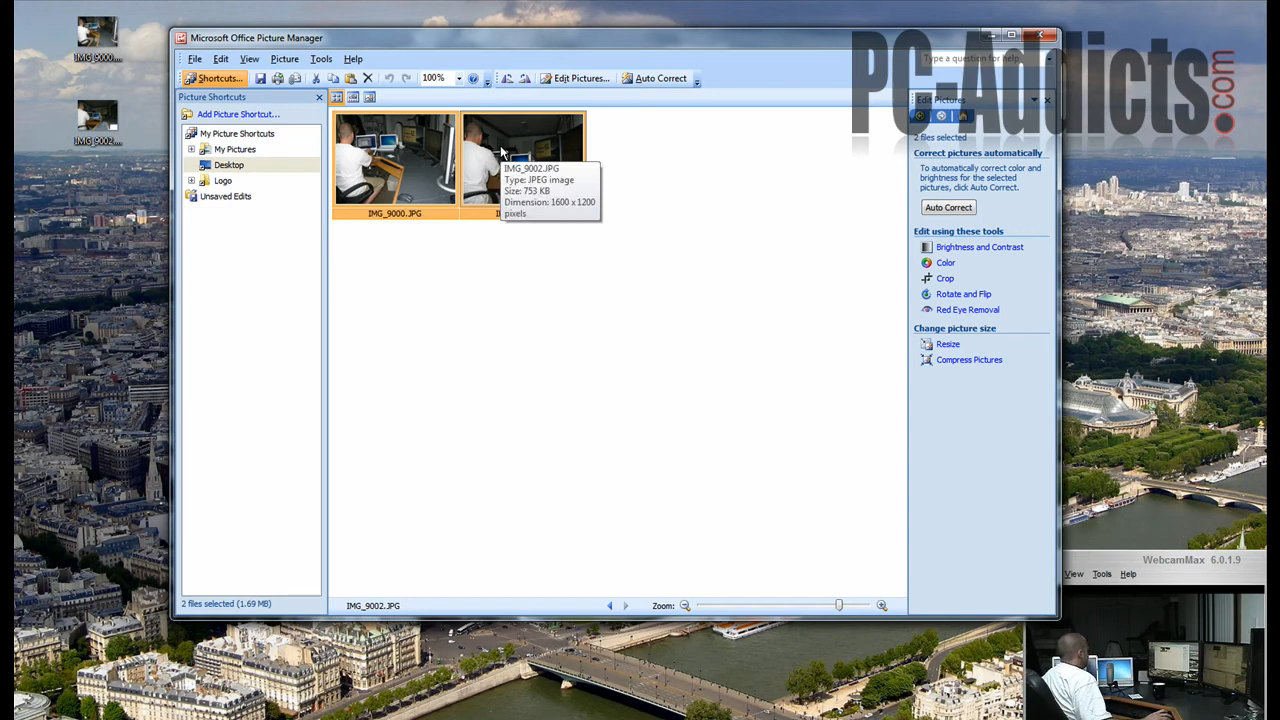 IMG_9000....
IMG_9002....
Microsoft Office Picture Manager
File Edit View Picture Tools Help
Type a question for help
Shortcuts... 100% Edit Pictures... Auto Correct
Picture Shortcuts
Add Picture Shortcut...
My Picture Shortcuts
My Pictures
Desktop
Logo
Unsaved Edits
2 files selected (1.69 MB)
IMG_9000.JPG
IMG_9002.JPG
Type: JPEG image
Size: 753 KB
Dimension: 1600 x 1200
pixels
IMG_9002.JPG
Zoom:
PC-Addicts.com
Edit Pictures
2 files selected
Correct pictures automatically
To automatically correct color and
brightness for the selected
pictures, click Auto Correct.
Auto Correct
Edit using these tools
Brightness and Contrast
Color
Crop
Rotate and Flip
Red Eye Removal
Change picture size
Resize
Compress Pictures
WebcamMax 6.0.1.9
View Tools Help